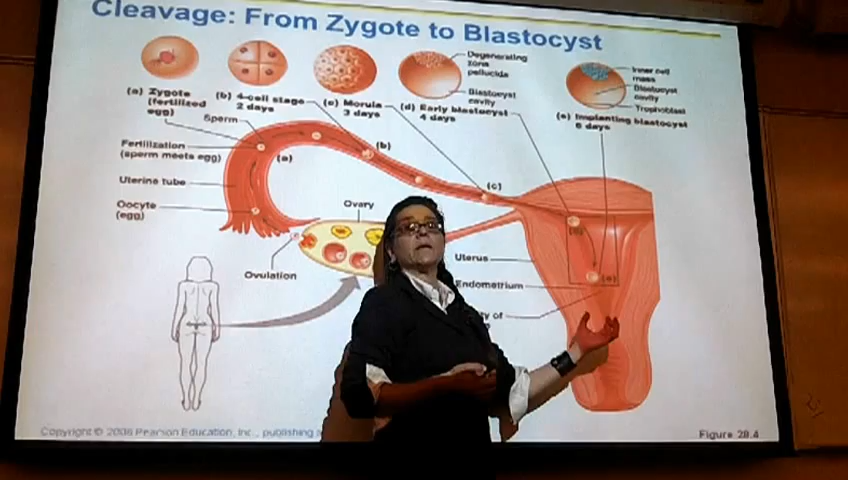 Cleavage: From Zygote to Blastocyst
Degenerating
zona
pellucida
Inner cell
mass
Blastocyst
cavity
Blastocyst
cavity
Trophoblast
(a) Zygote
(fertilized
egg)
(b) 4-cell stage
2 days
(c) Morula
3 days
(d) Early blastocyst
4 days
(e) Implanting blastocyst
6 days
Sperm
Fertilization
(sperm meets egg)
(a)
(b)
(c)
Uterine tube
Oocyte
(egg)
Ovary
Ovulation
Uterus
(e)
Endometrium
ty of
Copyright © 2006 Pearson Education, Inc., publishing
Figure 28.4